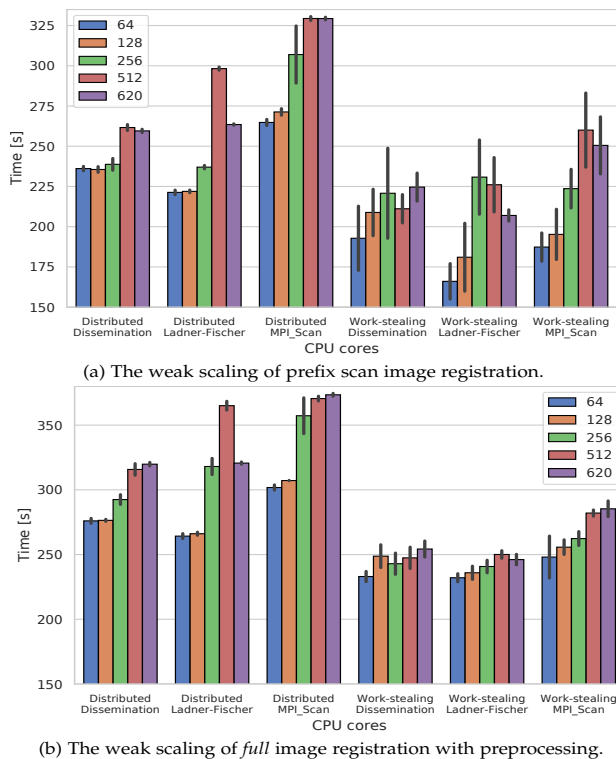 325
300
275
250
225
200
175
150
Time [s]
64
128
256
512
620
Distributed Dissemination
Distributed Ladner-Fischer
Distributed MPI_Scan
Work-stealing Dissemination
Work-stealing Ladner-Fischer
Work-stealing MPI_Scan
CPU cores
(a) The weak scaling of prefix scan image registration.
350
300
250
200
150
Time [s]
64
128
256
512
620
Distributed Dissemination
Distributed Ladner-Fischer
Distributed MPI_Scan
Work-stealing Dissemination
Work-stealing Ladner-Fischer
Work-stealing MPI_Scan
CPU cores
(b) The weak scaling of full image registration with preprocessing.